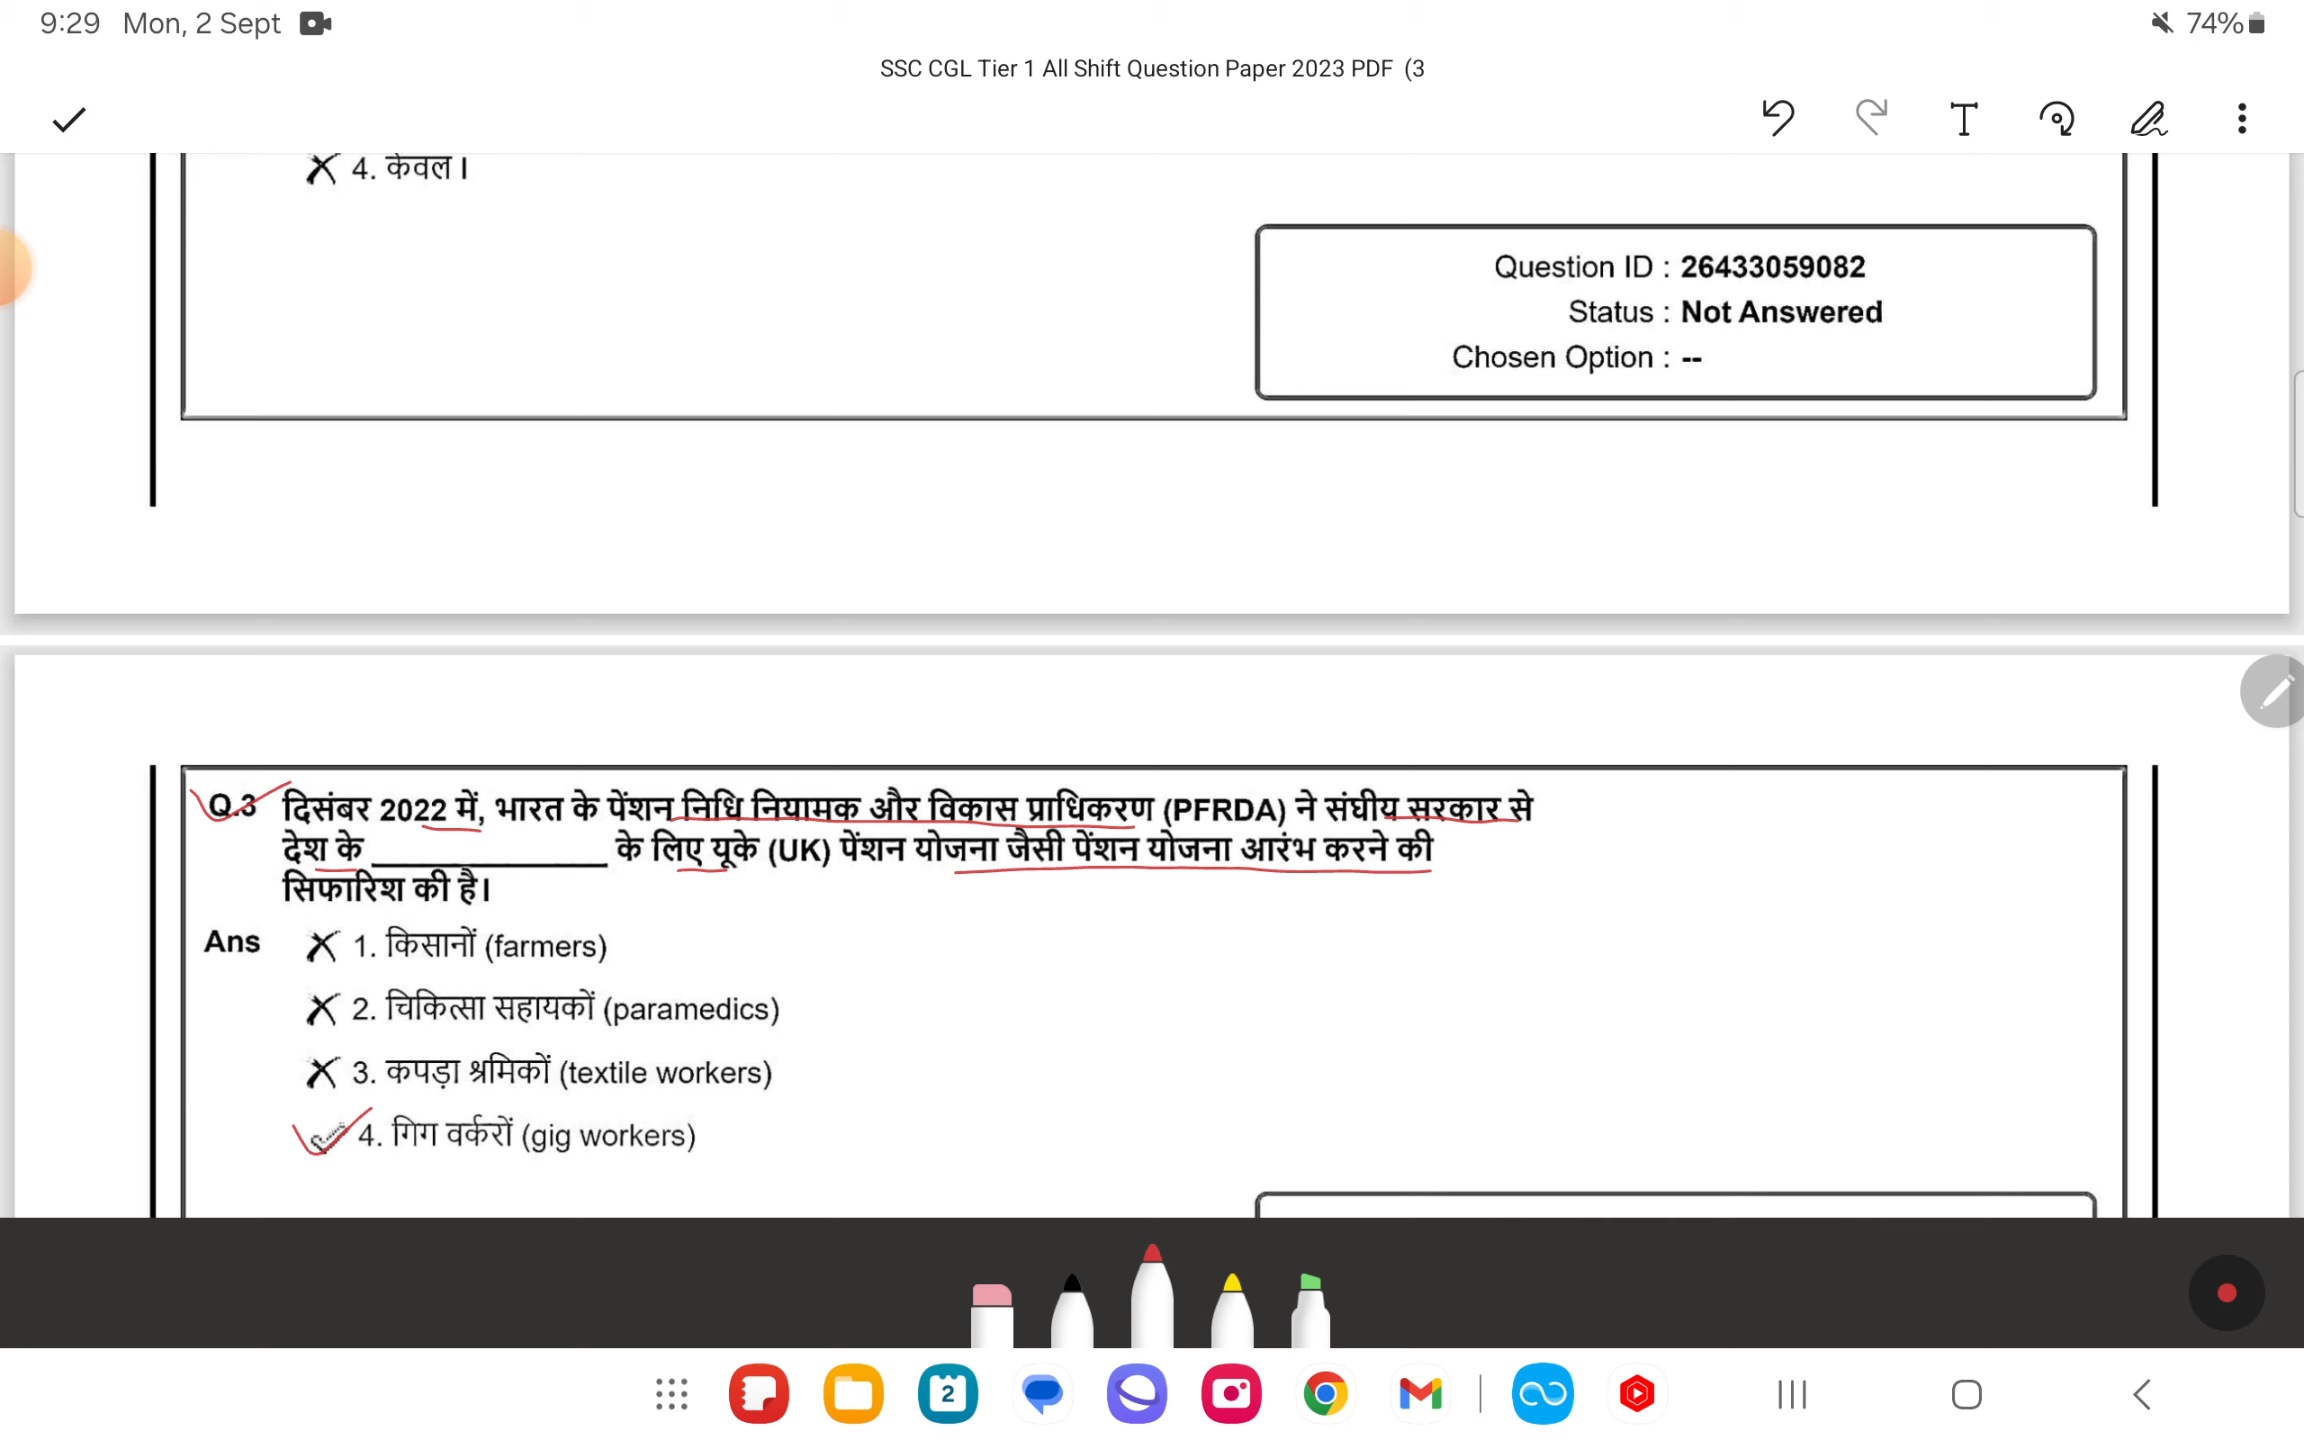 9:29 Mon, 2 Sept
74%
SSC CGL Tier 1 All Shift Question Paper 2023 PDF (3
4. केवल I
Question ID : 26433059082
Status : Not Answered
Chosen Option : --
Q.3 दिसंबर 2022 में, भारत के पेंशन निधि नियामक और विकास प्राधिकरण (PFRDA) ने संघीय सरकार से
देश के ______________ के लिए यूके (UK) पेंशन योजना जैसी पेंशन योजना आरंभ करने की
सिफारिश की है।
Ans 1. किसानों (farmers)
2. चिकित्सा सहायकों (paramedics)
3. कपड़ा श्रमिकों (textile workers)
4. गिग वर्करों (gig workers)
2